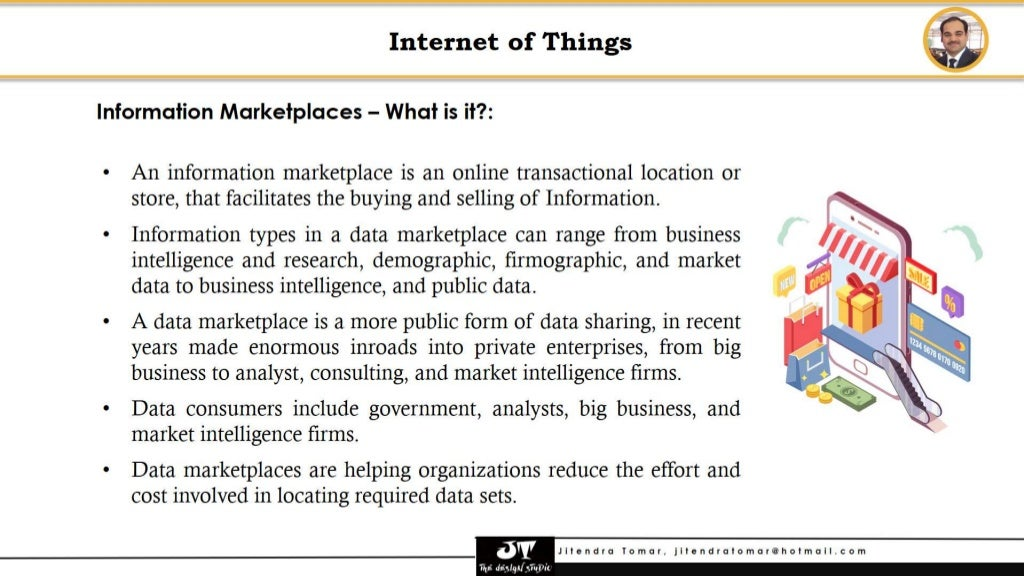 Internet of Things
Information Marketplaces – What is it?:
• An information marketplace is an online transactional location or
store, that facilitates the buying and selling of Information.
• Information types in a data marketplace can range from business
intelligence and research, demographic, firmographic, and market
data to business intelligence, and public data.
• A data marketplace is a more public form of data sharing, in recent
years made enormous inroads into private enterprises, from big
business to analyst, consulting, and market intelligence firms.
• Data consumers include government, analysts, big business, and
market intelligence firms.
• Data marketplaces are helping organizations reduce the effort and
cost involved in locating required data sets.
NEW
OPEN
SALE
%
1234 5678 0176 0920
JT
The design studio
Jitendra Tomar, jitendratomar@hotmail.com